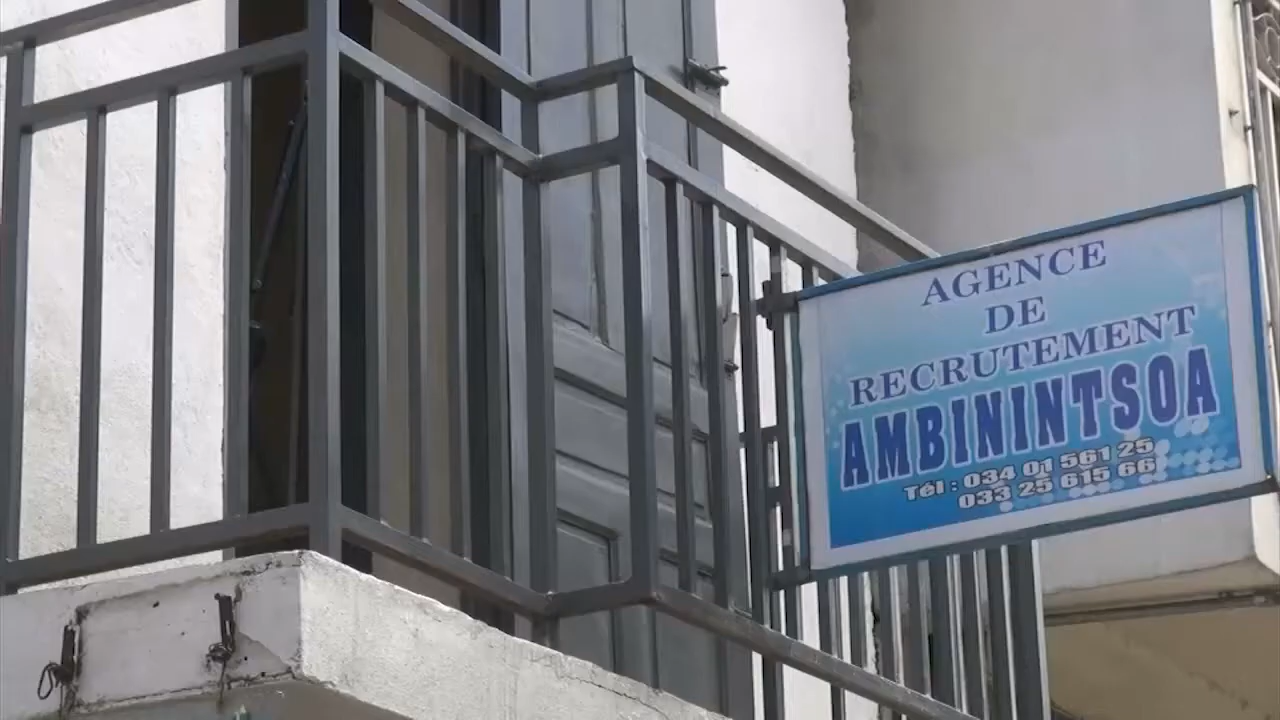 AGENCE
DE
RECRUTEMENT
AMBININTSOA
Tél : 034 01 561 25
033 25 615 66